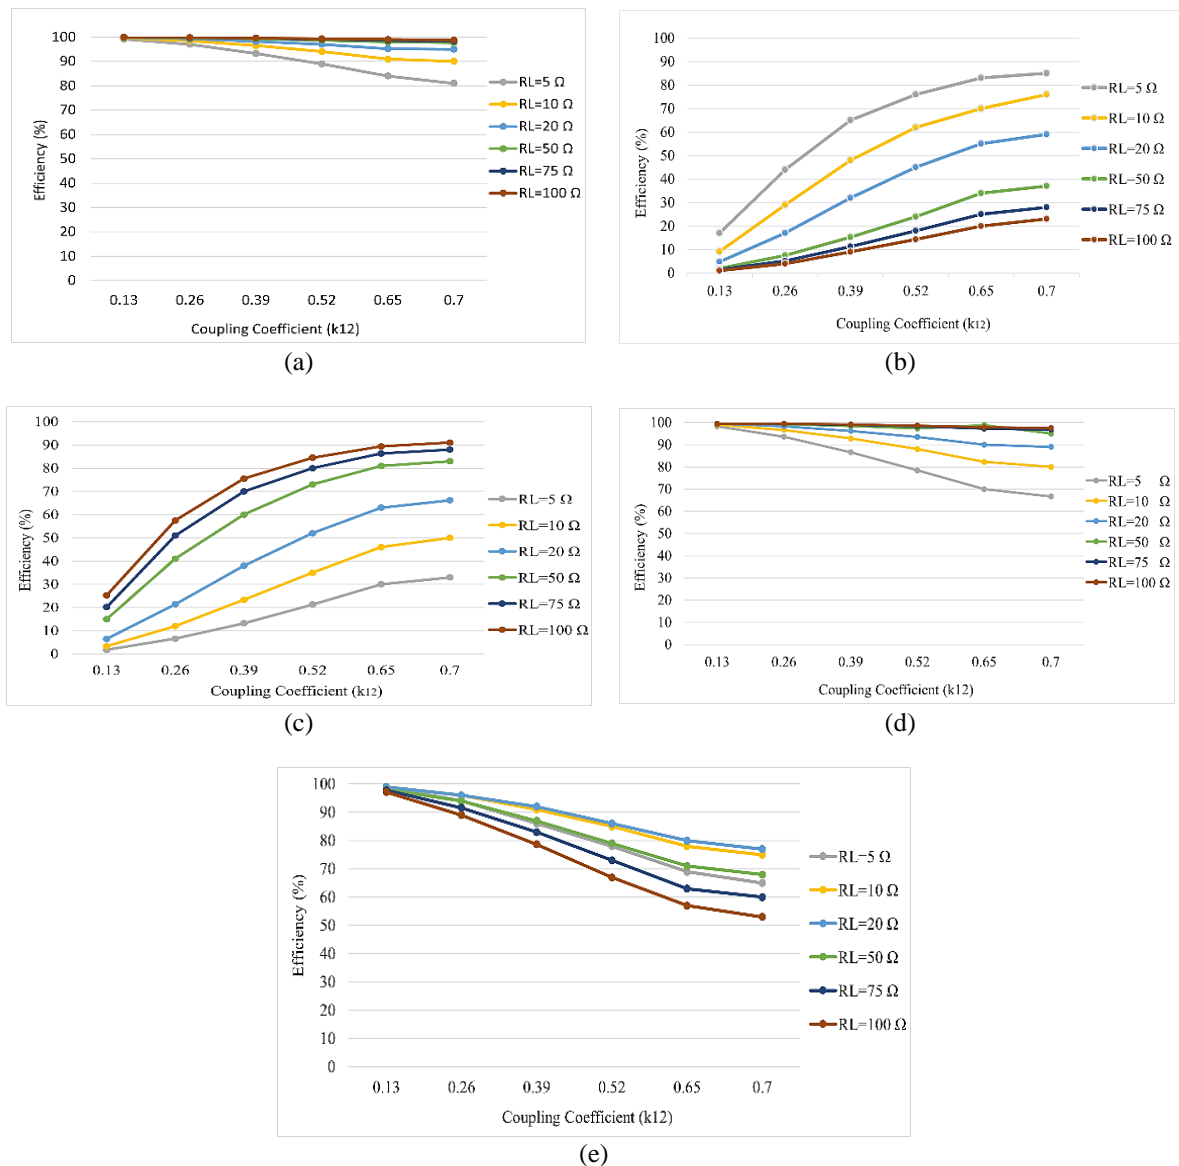 100
90
80
70
60
50
40
30
20
10
0
Efficiency (%)
0.13 0.26 0.39 0.52 0.65 0.7
Coupling Coefficient (k12)
RL=5 Ω
RL=10 Ω
RL=20 Ω
RL=50 Ω
RL=75 Ω
RL=100 Ω
(a)
100
90
80
70
60
50
40
30
20
10
0
Efficiency (%)
0.13 0.26 0.39 0.52 0.65 0.7
Coupling Coefficient (k12)
RL=5 Ω
RL=10 Ω
RL=20 Ω
RL=50 Ω
RL=75 Ω
RL=100 Ω
(b)
100
90
80
70
60
50
40
30
20
10
0
Efficiency (%)
0.13 0.26 0.39 0.52 0.65 0.7
Coupling Coefficient (k12)
RL=5 Ω
RL=10 Ω
RL=20 Ω
RL=50 Ω
RL=75 Ω
RL=100 Ω
(c)
100
90
80
70
60
50
40
30
20
10
0
Efficiency (%)
0.13 0.26 0.39 0.52 0.65 0.7
Coupling Coefficient (k12)
RL=5 Ω
RL=10 Ω
RL=20 Ω
RL=50 Ω
RL=75 Ω
RL=100 Ω
(d)
100
90
80
70
60
50
40
30
20
10
0
Efficiency (%)
0.13 0.26 0.39 0.52 0.65 0.7
Coupling Coefficient (k12)
RL=5 Ω
RL=10 Ω
RL=20 Ω
RL=50 Ω
RL=75 Ω
RL=100 Ω
(e)